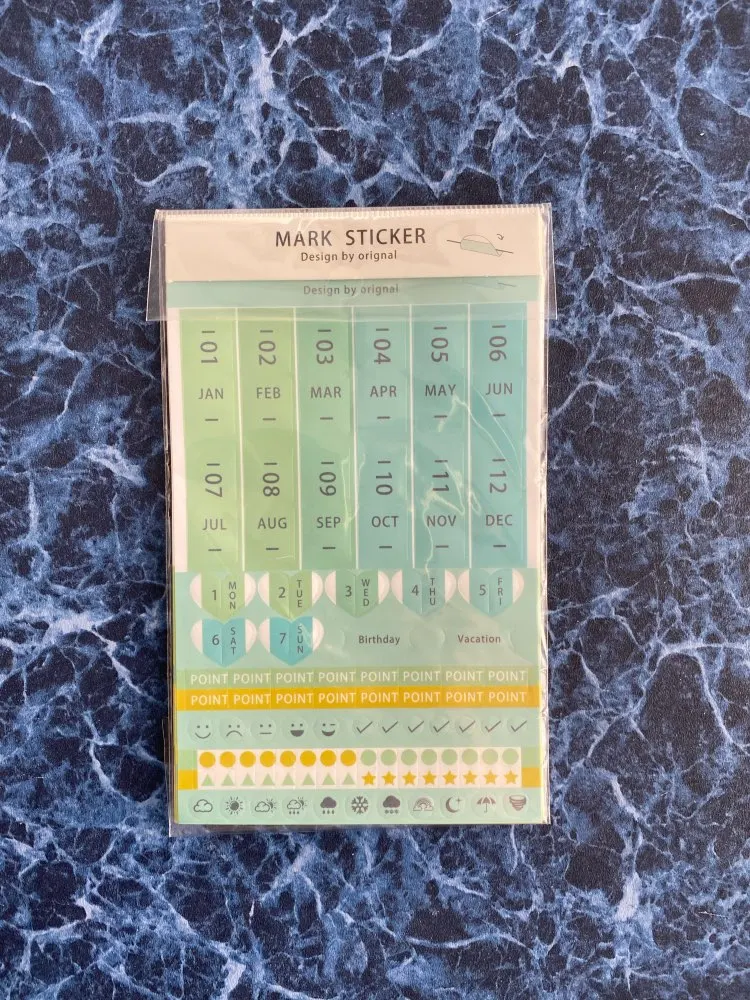 MARK STICKER
Design by orignal
Design by orignal
01 02 03 04 05 06
JAN FEB MAR APR MAY JUN
07 08 09 10 11 12
JUL AUG SEP OCT NOV DEC
1 MON 2 TUE 3 WED 4 THU 5 FRI
6 SAT 7 SUN Birthday Vacation
POINT POINT POINT POINT POINT POINT POINT POINT
POINT POINT POINT POINT POINT POINT POINT POINT